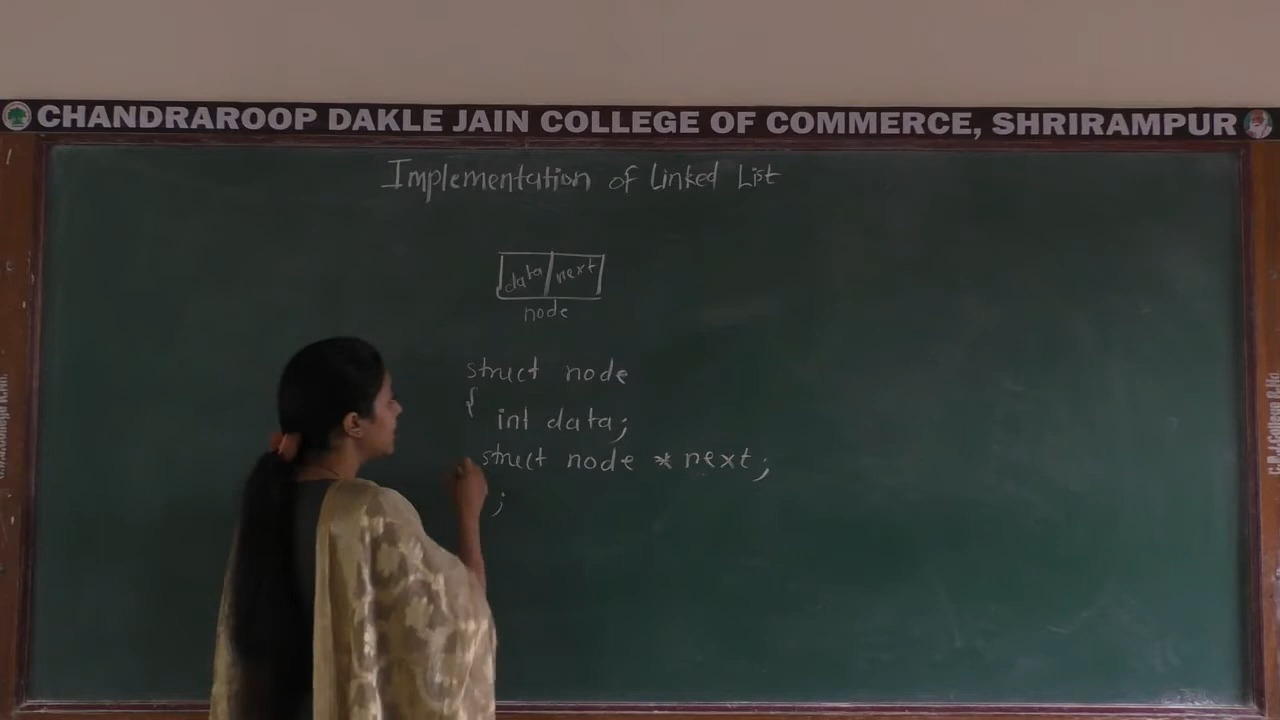 CHANDRAROOP DAKLE JAIN COLLEGE OF COMMERCE, SHRIRAMPUR
Implementation of Linked List
data next
node
struct node
{
int data;
struct node * next;
;